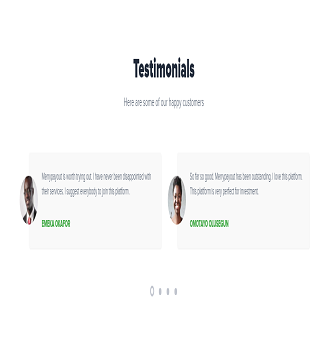 Testimonials
Here are some of our happy customers
Merrypayout is worth trying out. I have never been disappointed with
their services. I suggest everybody to join this platform.
EMEKA OKAFOR
So far so good. Merrypayout has been outstanding. I love this platform.
This platform is very perfect for investment.
OMOTAYO OLUSEGUN